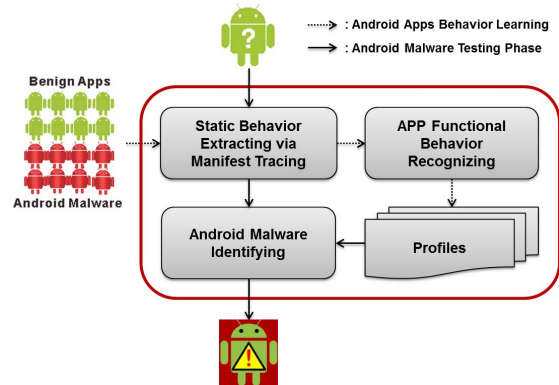 ?
: Android Apps Behavior Learning
: Android Malware Testing Phase
Benign Apps
Android Malware
Static Behavior
Extracting via
Manifest Tracing
APP Functional
Behavior
Recognizing
Android Malware
Identifying
Profiles
!